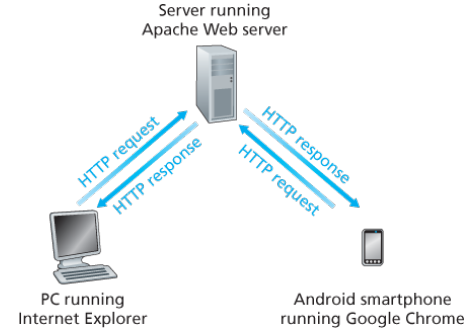 Server running
Apache Web server
HTTP request
HTTP response
HTTP response
HTTP request
PC running
Internet Explorer
Android smartphone
running Google Chrome